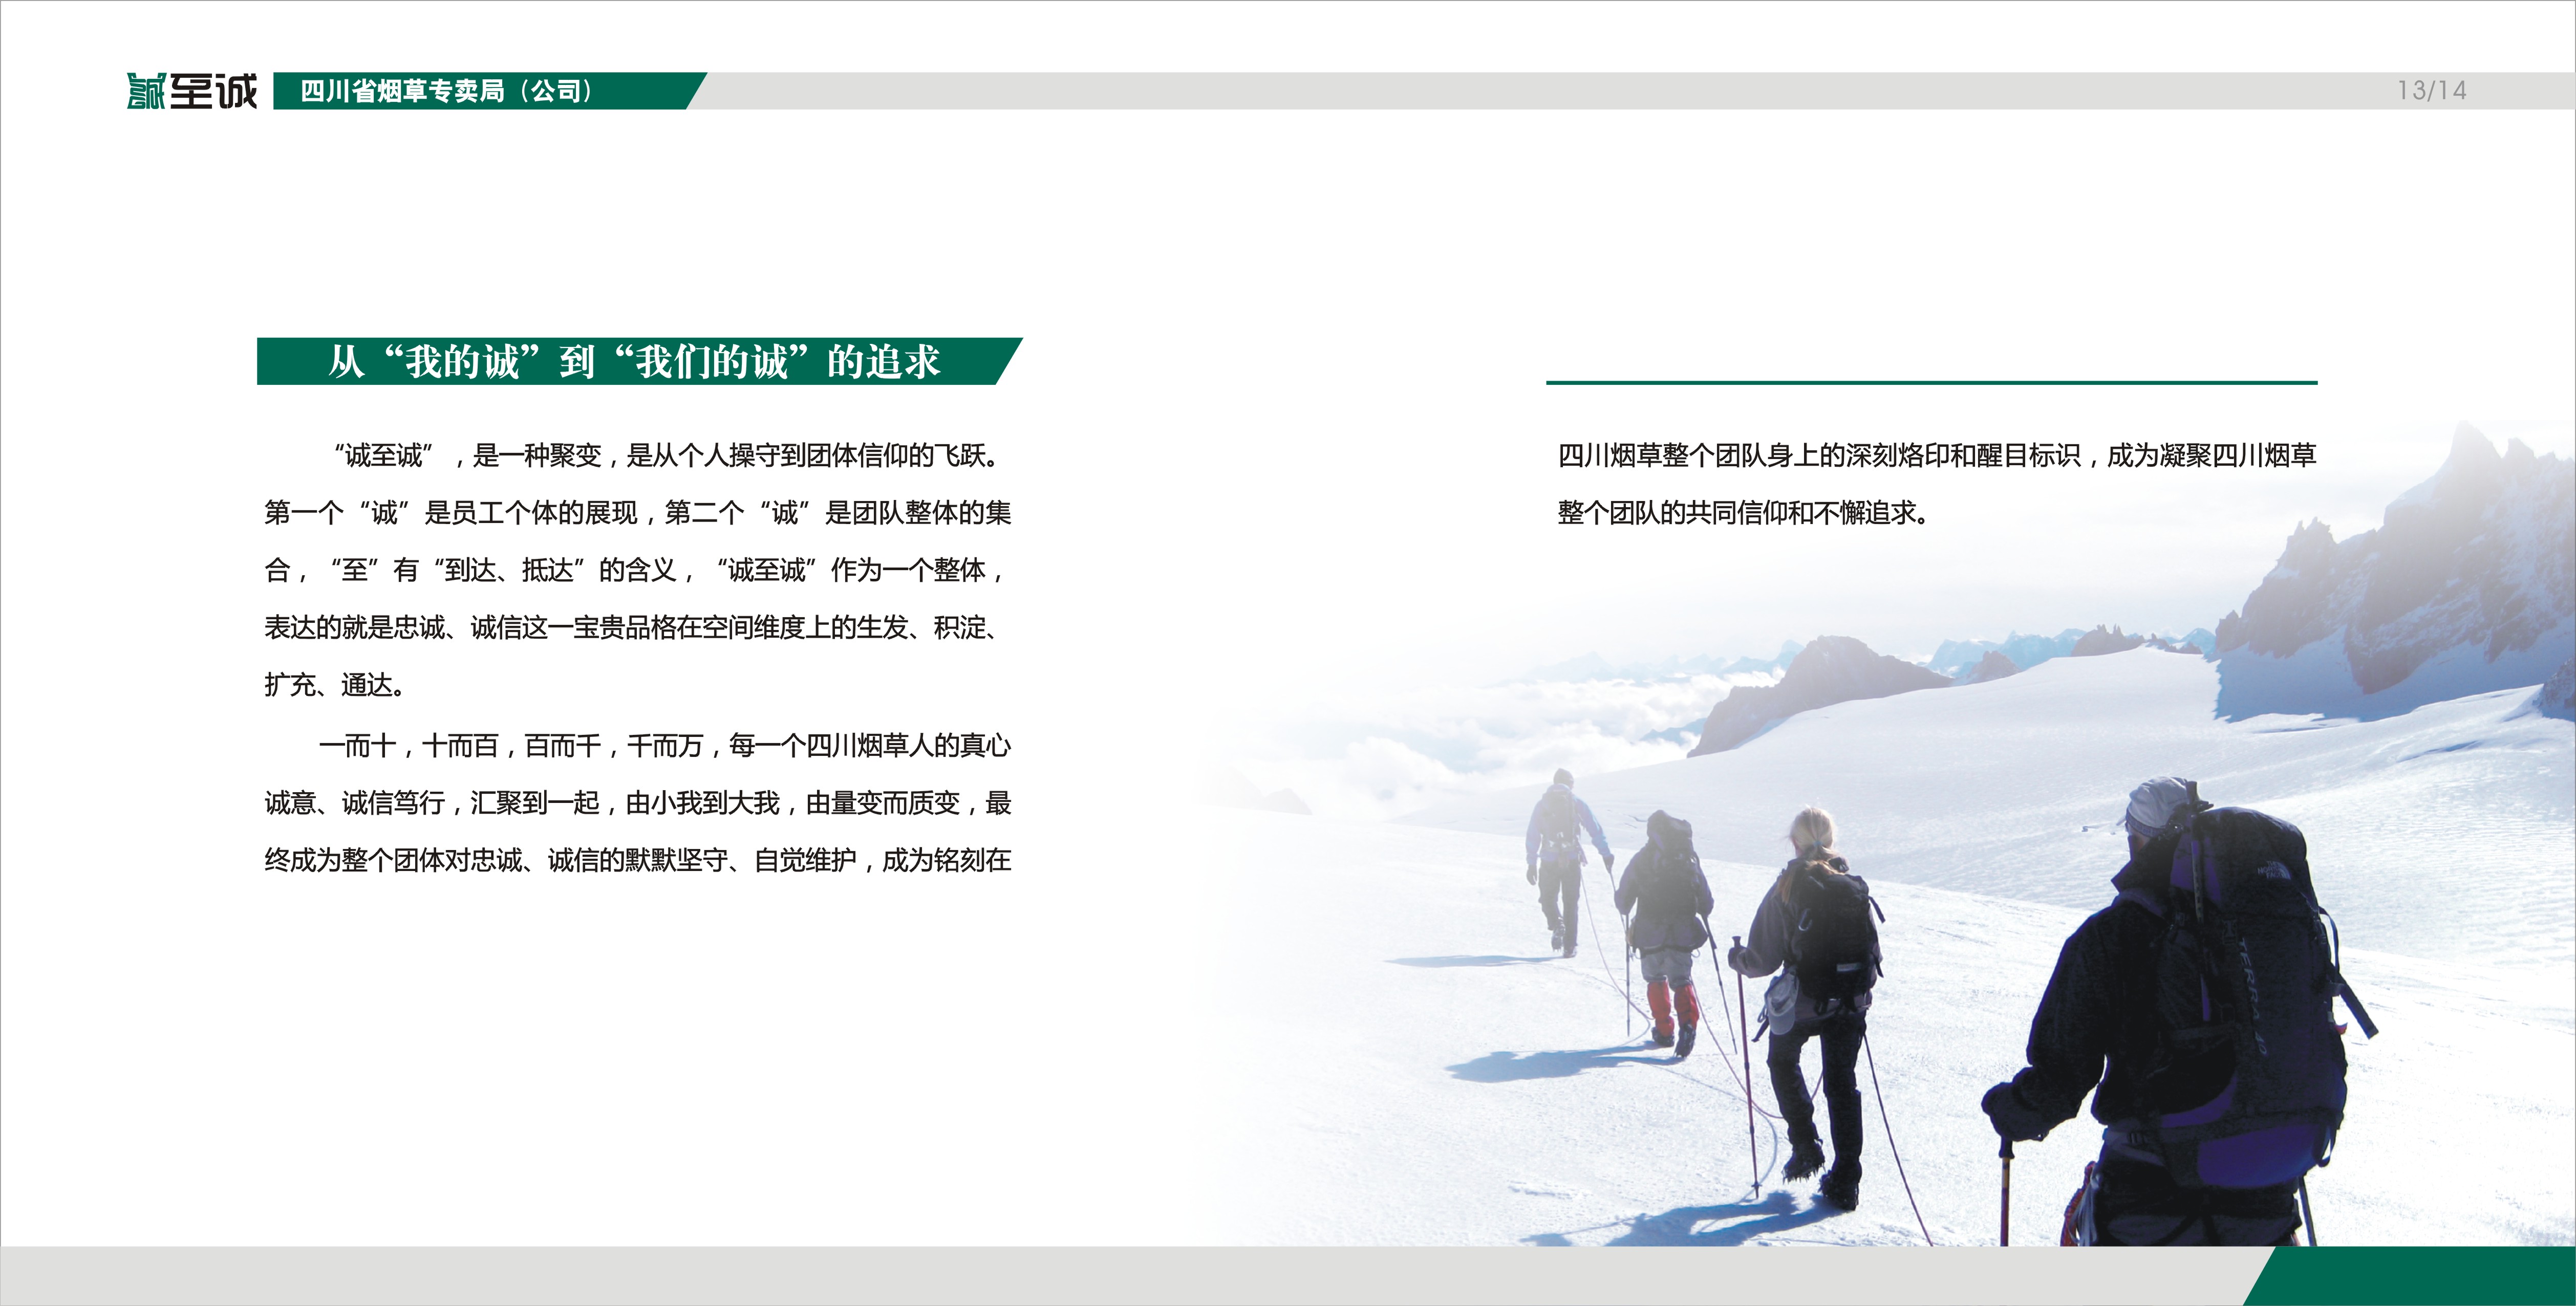 誠至诚
四川省烟草专卖局（公司）
13/14
从“我的诚”到“我们的诚”的追求
“诚至诚”，是一种聚变，是从个人操守到团体信仰的飞跃。
第一个“诚”是员工个体的展现，第二个“诚”是团队整体的集
合，“至”有“到达、抵达”的含义，“诚至诚”作为一个整体，
表达的就是忠诚、诚信这一宝贵品格在空间维度上的生发、积淀、
扩充、通达。
一而十，十而百，百而千，千而万，每一个四川烟草人的真心
诚意、诚信笃行，汇聚到一起，由小我到大我，由量变而质变，最
终成为整个团体对忠诚、诚信的默默坚守、自觉维护，成为铭刻在
四川烟草整个团队身上的深刻烙印和醒目标识，成为凝聚四川烟草
整个团队的共同信仰和不懈追求。